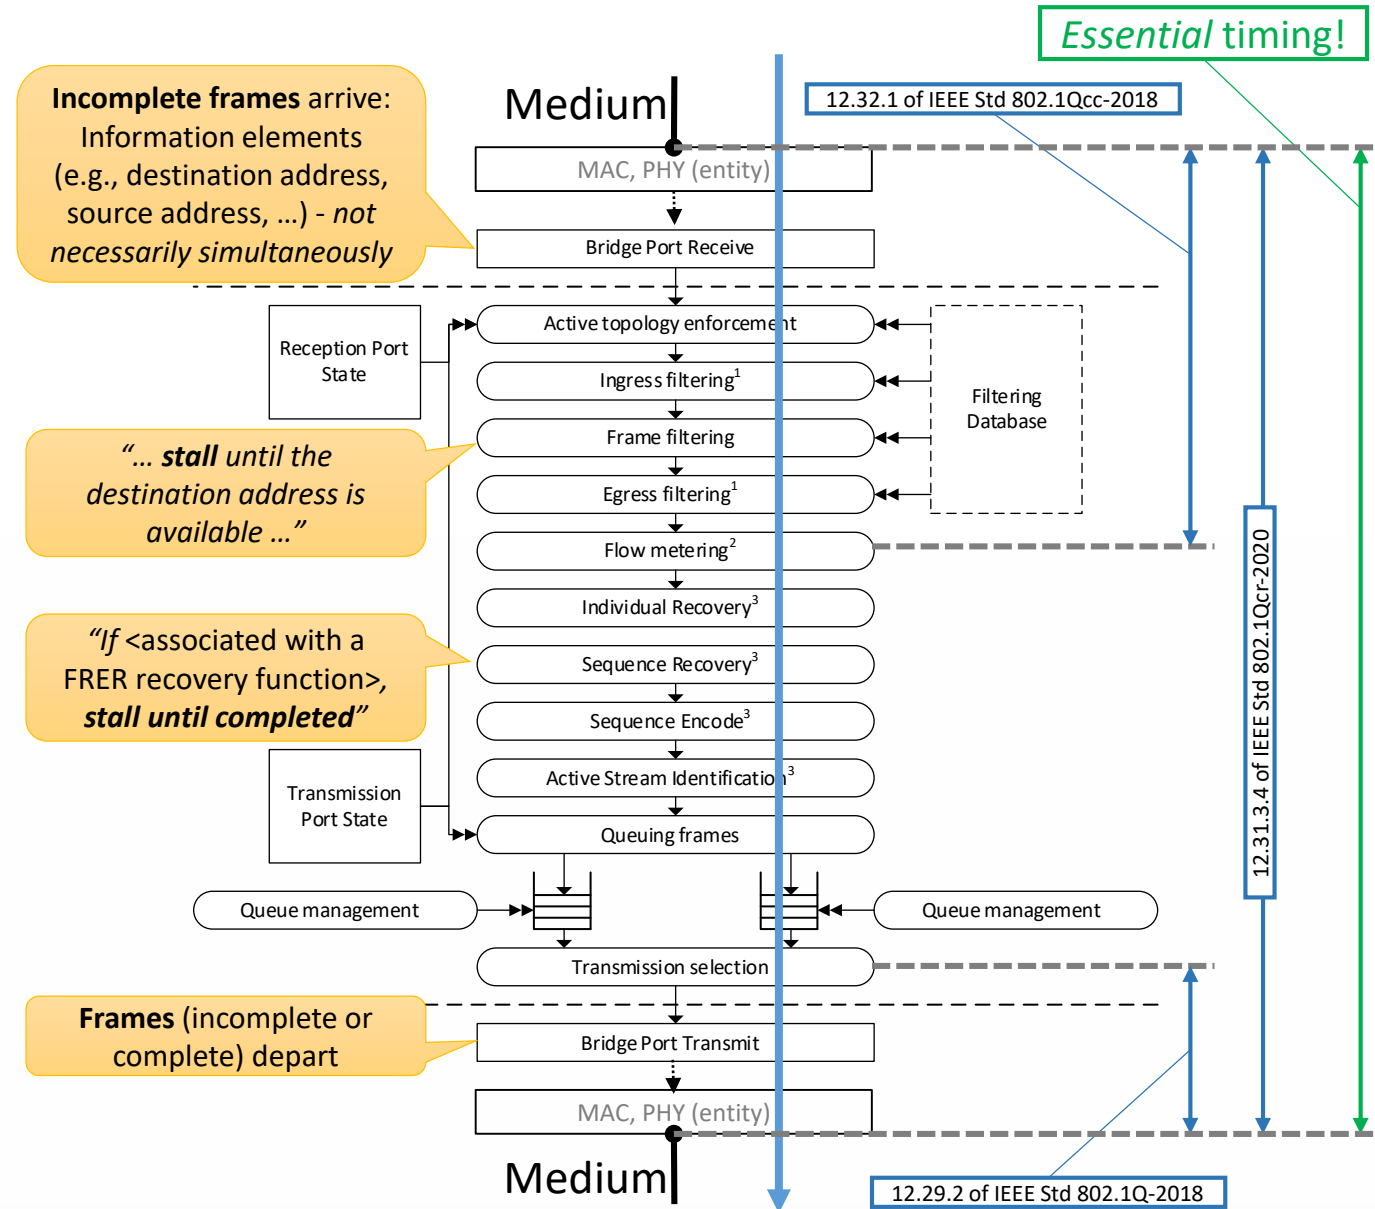 Essential timing!
Medium
12.32.1 of IEEE Std 802.1Qcc-2018
Incomplete frames arrive:
Information elements
(e.g., destination address,
source address, …) - not
necessarily simultaneously
MAC, PHY (entity)
Bridge Port Receive
Reception Port
State
Active topology enforcement
Ingress filtering1
Frame filtering
Egress filtering1
Filtering
Database
“… stall until the
destination address is
available …”
Flow metering2
Individual Recovery3
“If <associated with a
FRER recovery function>,
stall until completed”
Sequence Recovery3
Sequence Encode3
Active Stream Identification3
12.31.3.4 of IEEE Std 802.1Qcr-2020
Transmission
Port State
Queuing frames
Queue management
Queue management
Transmission selection
Frames (incomplete or
complete) depart
Bridge Port Transmit
MAC, PHY (entity)
Medium
12.29.2 of IEEE Std 802.1Q-2018